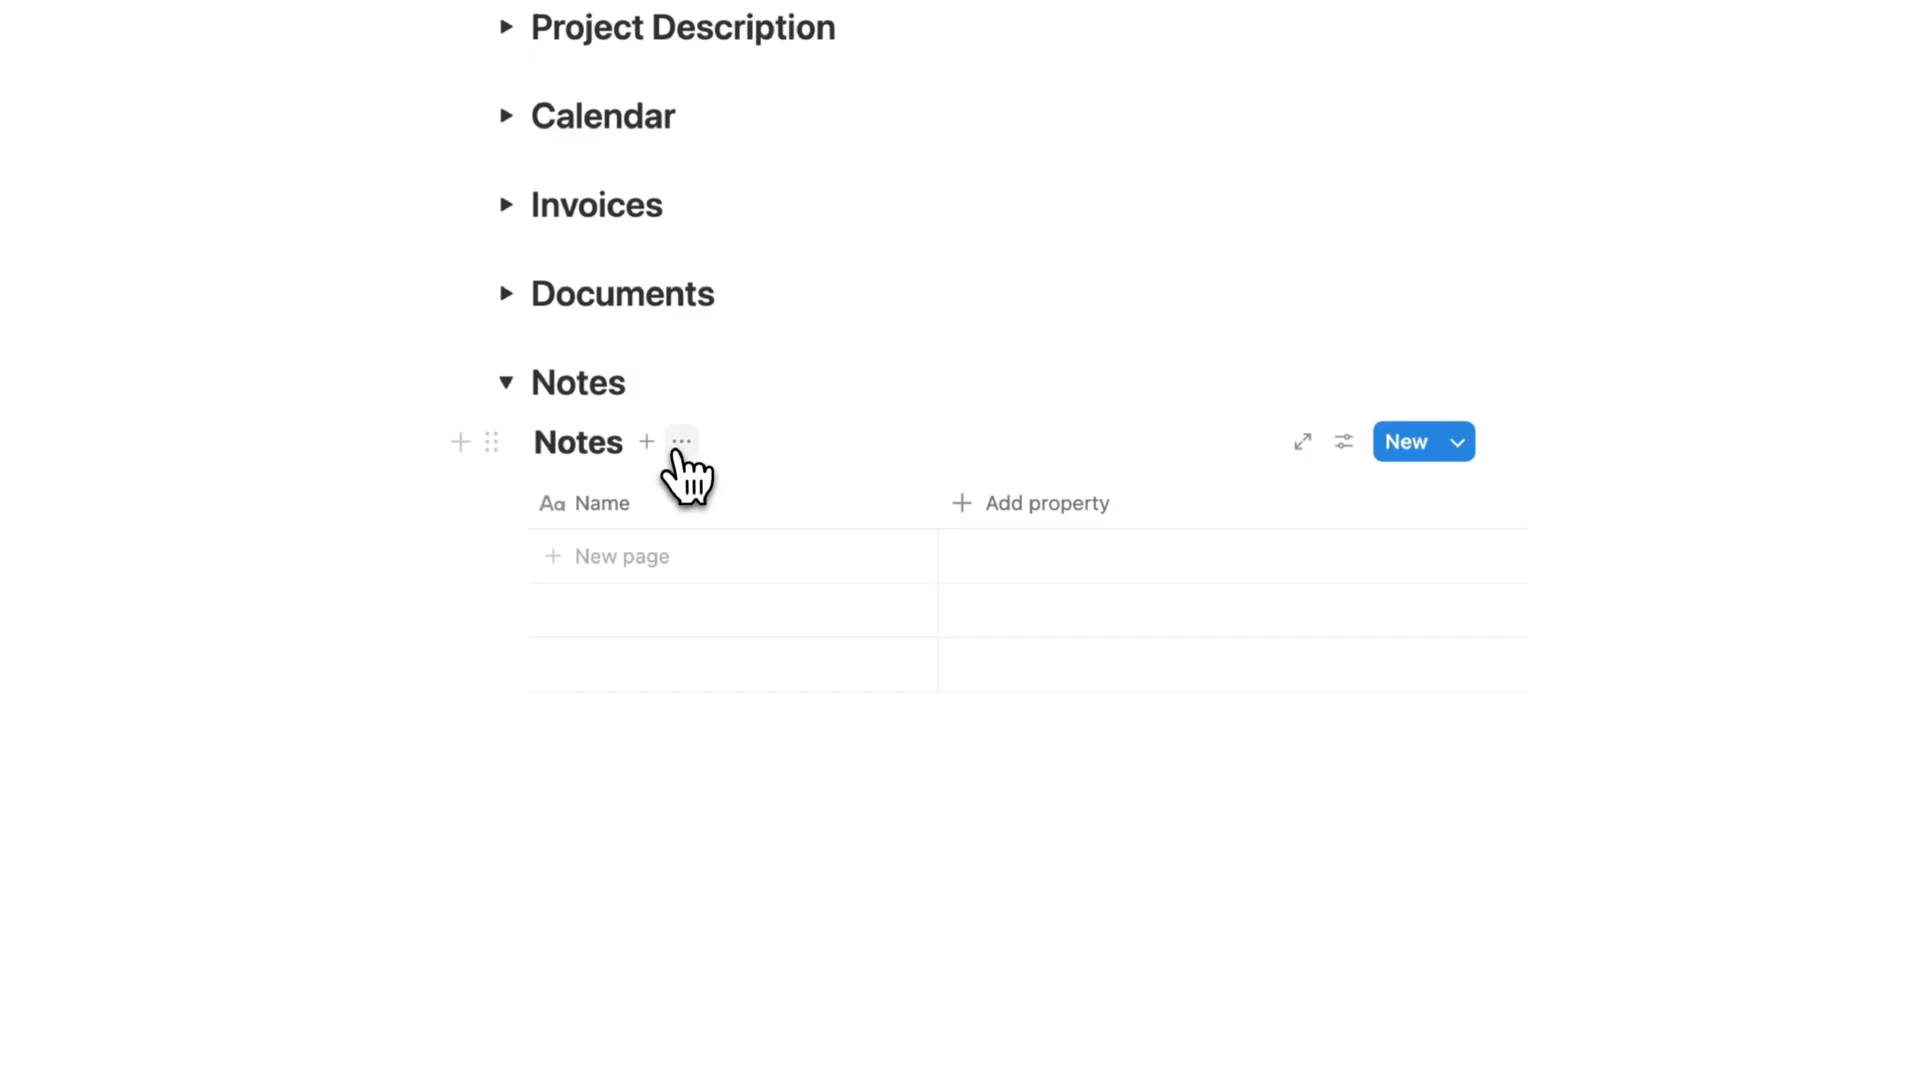 Project Description
Calendar
Invoices
Documents
Notes
Notes
New
Aa Name
Add property
New page